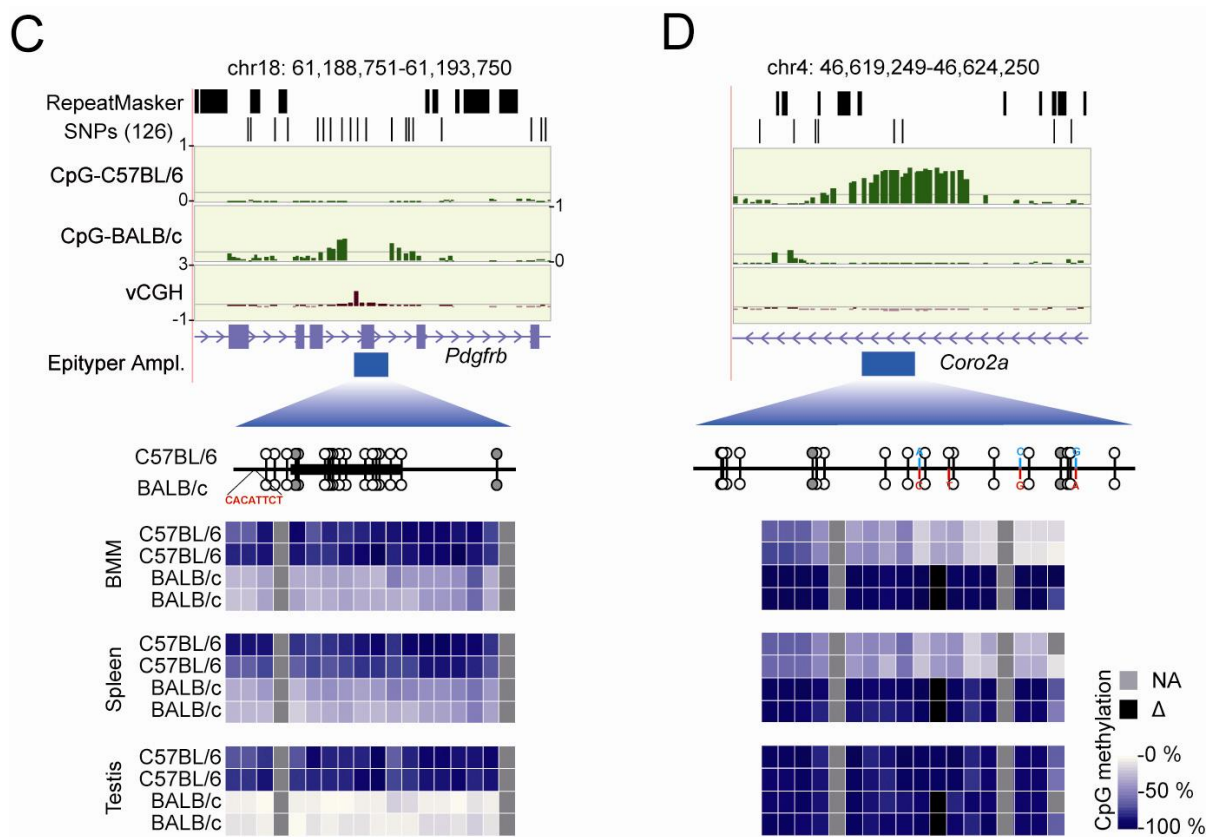 C
chr18: 61,188,751-61,193,750
RepeatMasker
SNPs (126)
1
CpG-C57BL/6
0
1
CpG-BALB/c
0
3
vCGH
-1
Pdgfrb
Epityper Ampl.
C57BL/6
BALB/c
CACATTCT
BMM
C57BL/6
C57BL/6
BALB/c
BALB/c
Spleen
C57BL/6
C57BL/6
BALB/c
BALB/c
Testis
C57BL/6
C57BL/6
BALB/c
BALB/c
D
chr4: 46,619,249-46,624,250
Coro2a
A C G
G A
CpG methylation
NA
Δ
-0 %
-50 %
-100 %